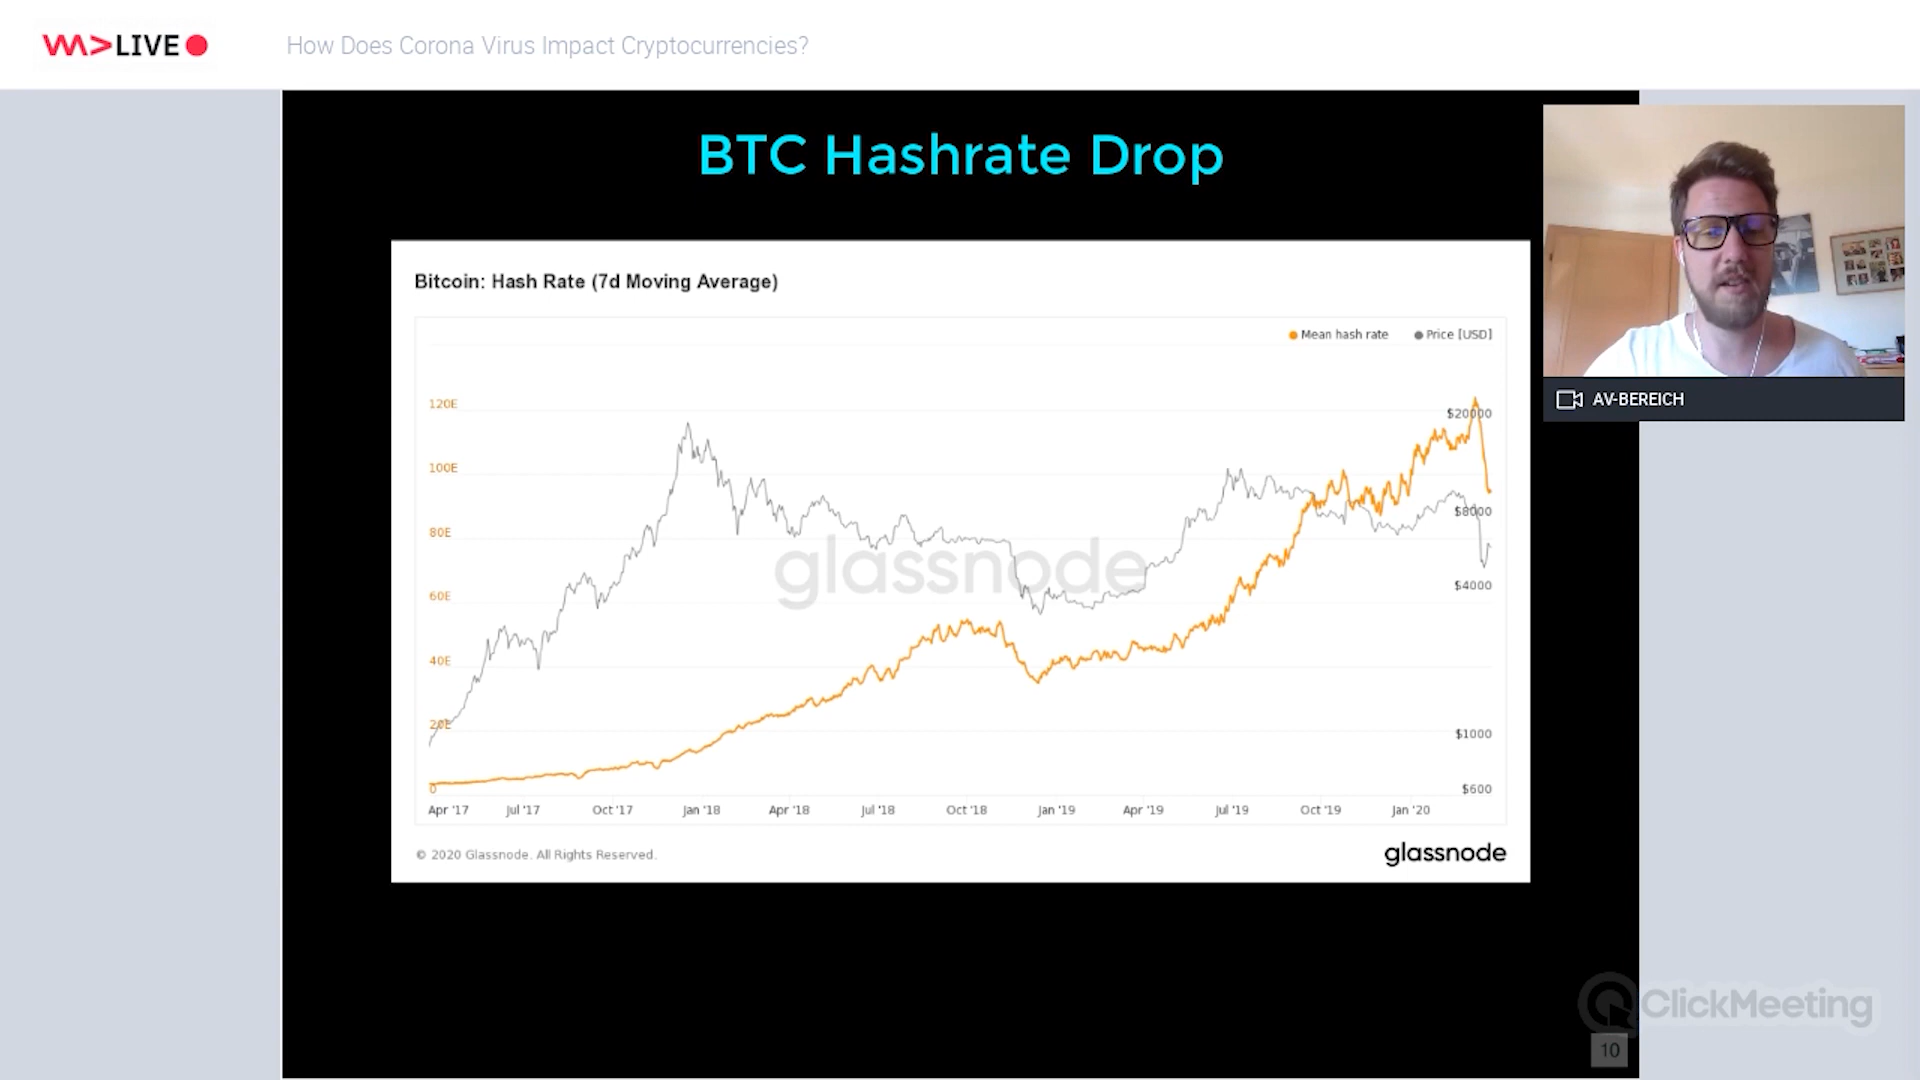 VM>LIVE
How Does Corona Virus Impact Cryptocurrencies?
BTC Hashrate Drop
AV-BEREICH
Bitcoin: Hash Rate (7d Moving Average)
Mean hash rate Price [USD]
120E
100E
80E
60E
40E
20E
0
$20000
$8000
$4000
$1000
$600
glassnode
Apr '17 Jul '17 Oct '17 Jan '18 Apr '18 Jul '18 Oct '18 Jan '19 Apr '19 Jul '19 Oct '19 Jan '20
© 2020 Glassnode. All Rights Reserved.
glassnode
ClickMeeting
10